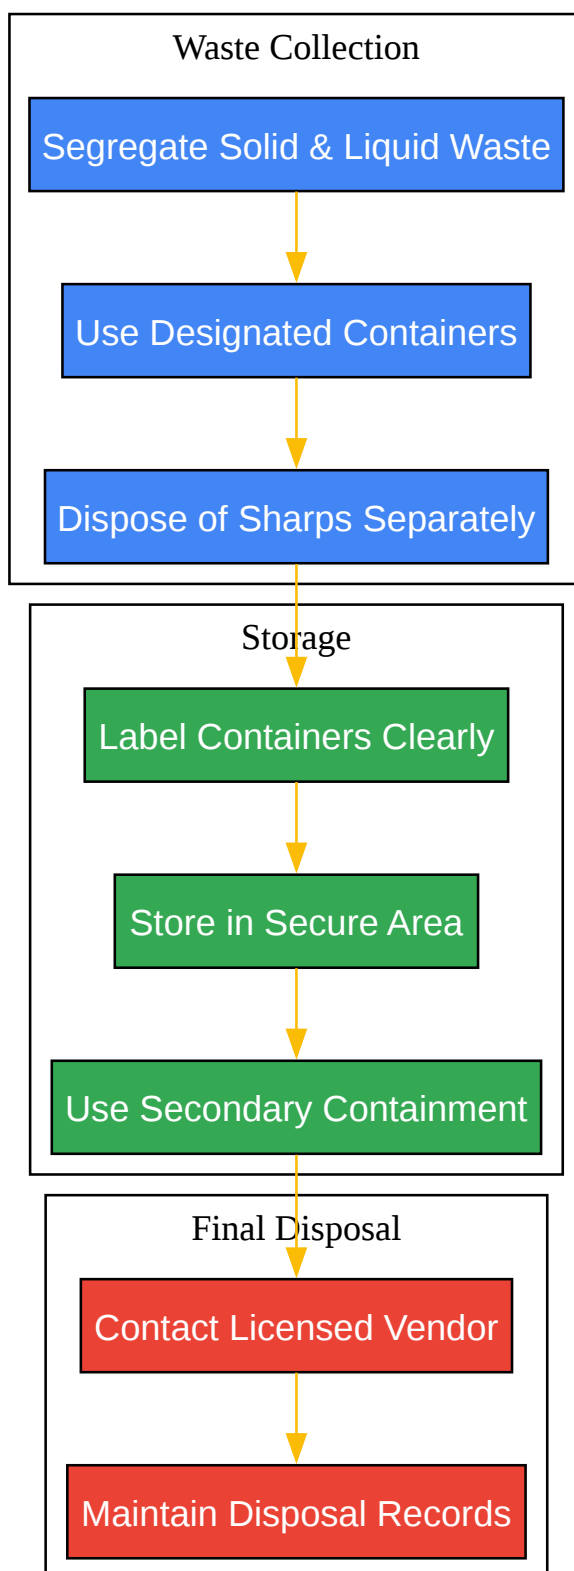 Waste Collection
Segregate Solid & Liquid Waste
Use Designated Containers
Dispose of Sharps Separately
Storage
Label Containers Clearly
Store in Secure Area
Use Secondary Containment
Final Disposal
Contact Licensed Vendor
Maintain Disposal Records